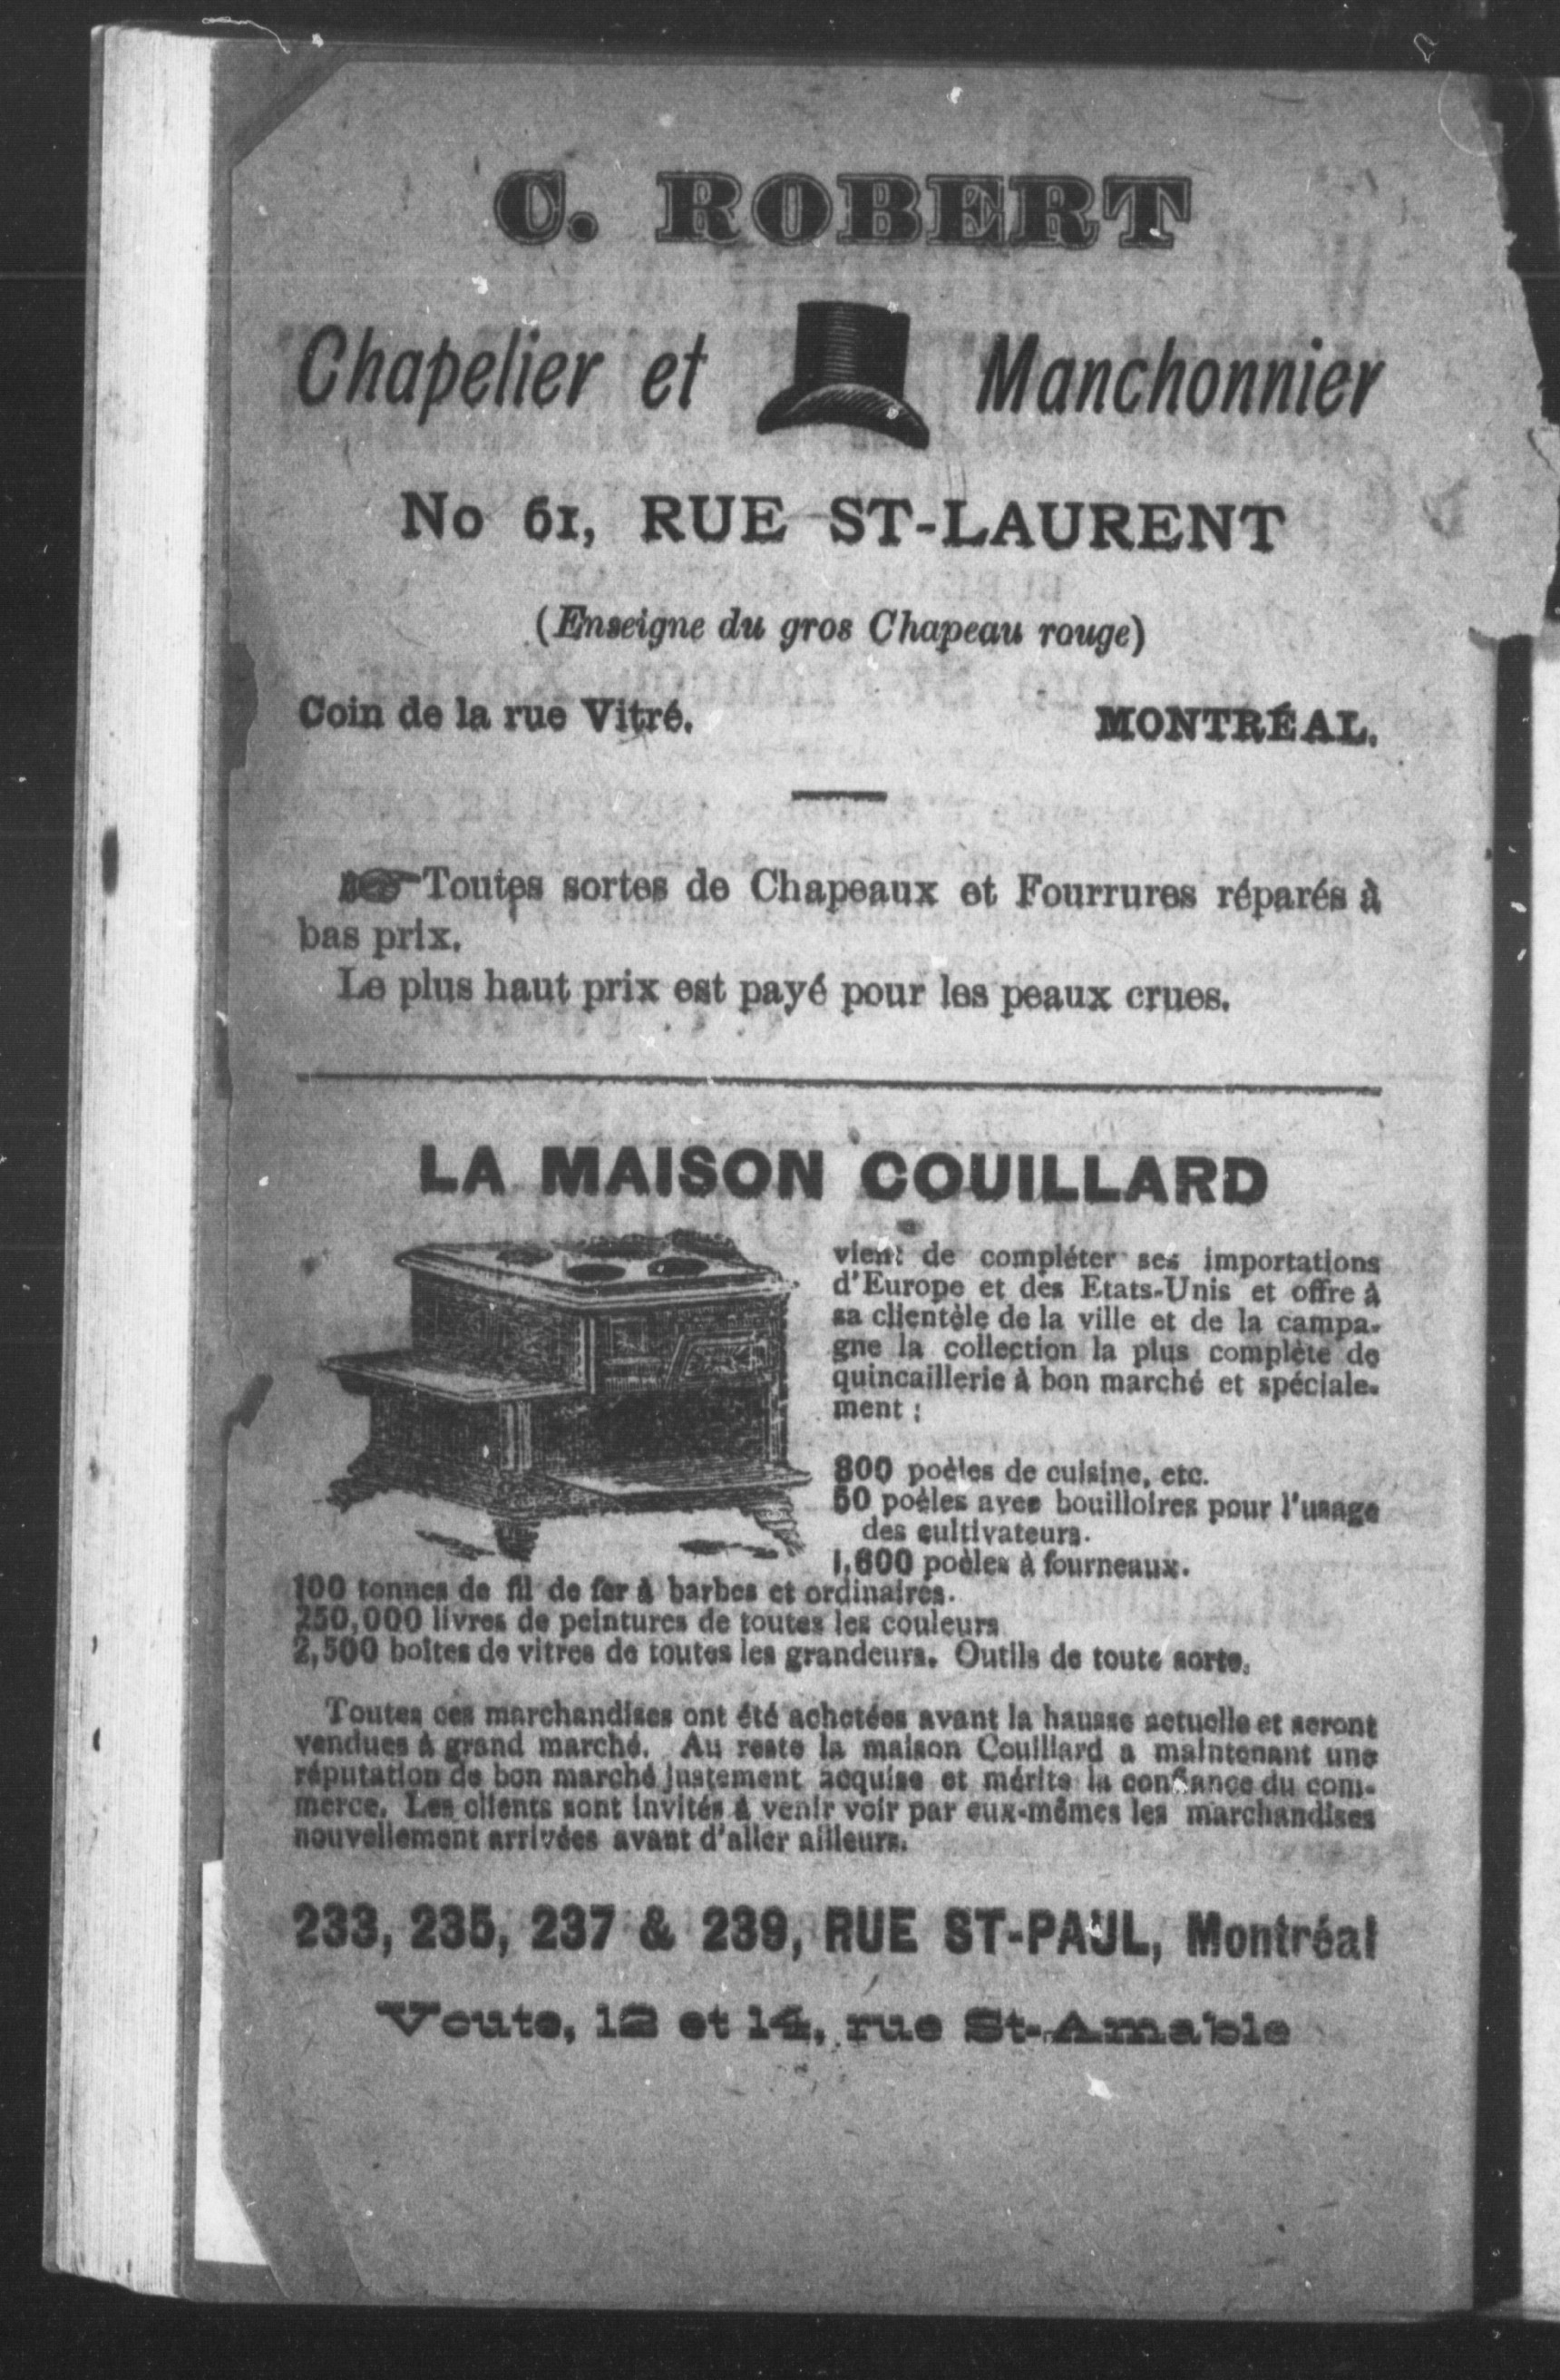 C. ROBERT
Chapelier et Manchonnier
No 61, RUE ST-LAURENT
(Enseigne du gros Chapeau rouge)
Coin de la rue Vitré. MONTRÉAL.
Toutes sortes de Chapeaux et Fourrures réparés à
bas prix.
Le plus haut prix est payé pour les peaux crues.
LA MAISON COUILLARD
vient de compléter ses importations
d'Europe et des Etats-Unis et offre à
sa clientèle de la ville et de la campa-
gne la collection la plus complète de
quincaillerie à bon marché et spéciale-
ment :
800 poêles de cuisine, etc.
50 poêles avec bouilloires pour l'usage
des cultivateurs.
1,600 poêles à fourneaux.
100 tonnes de fil de fer à barbes et ordinaires.
250,000 livres de peintures de toutes les couleurs
2,500 boîtes de vitres de toutes les grandeurs. Outils de toute sorte.
Toutes ces marchandises ont été achetées avant la hausse actuelle et seront
vendues à grand marché. Au reste la maison Couillard a maintenant une
réputation de bon marché justement acquise et mérite la confiance du com-
merce. Les clients sont invités à venir voir par eux-mêmes les marchandises
nouvellement arrivées avant d'aller ailleurs.
233, 235, 237 & 239, RUE ST-PAUL, Montréal
Voute, 12 et 14, rue St-Amable